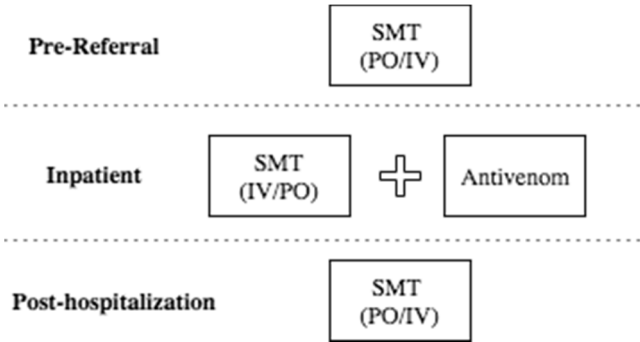 Pre-Referral
SMT
(PO/IV)
Inpatient
SMT
(IV/PO)
Antivenom
Post-hospitalization
SMT
(PO/IV)